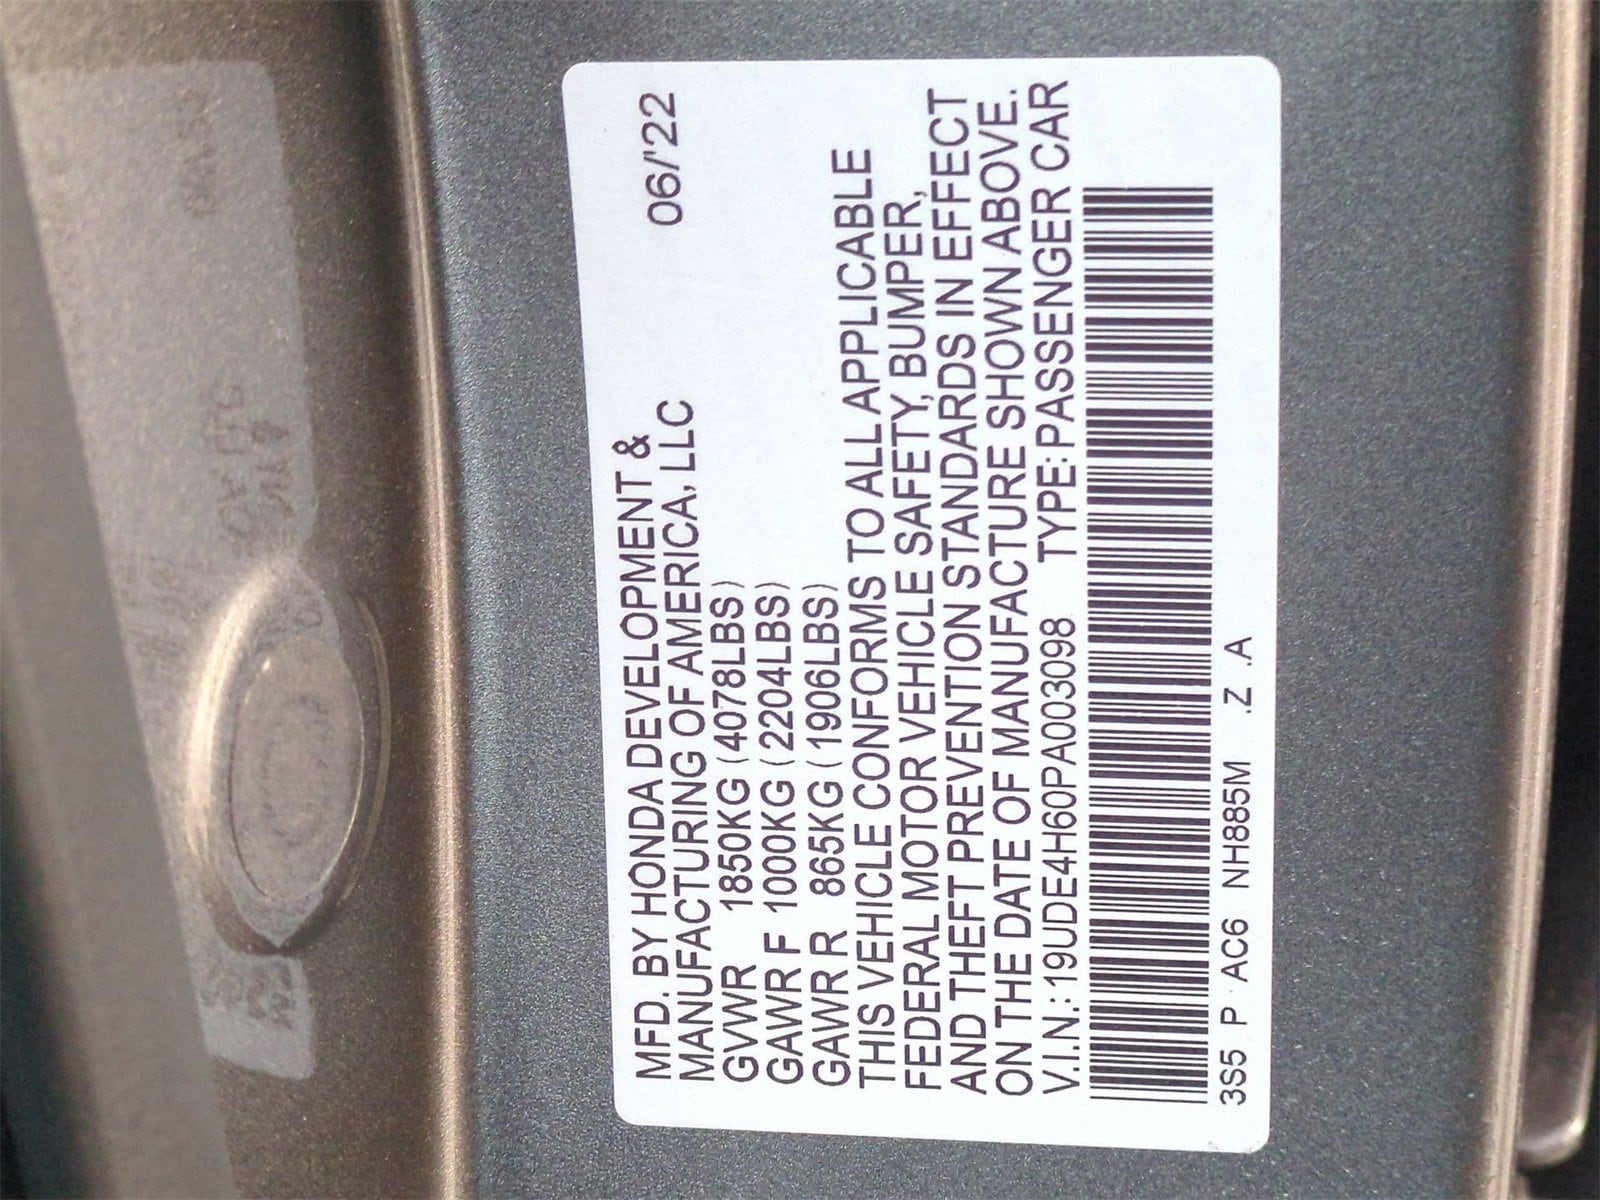 MFD. BY HONDA DEVELOPMENT &
MANUFACTURING OF AMERICA, LLC 06/'22
GVWR 1850KG (4078LBS)
GAWR F 1000KG (2204LBS)
GAWR R 865KG (1906LBS)
THIS VEHICLE CONFORMS TO ALL APPLICABLE
FEDERAL MOTOR VEHICLE SAFETY, BUMPER,
AND THEFT PREVENTION STANDARDS IN EFFECT
ON THE DATE OF MANUFACTURE SHOWN ABOVE.
V.I.N.: 19UDE4H60PA003098 TYPE: PASSENGER CAR
3S5 P AC6 NH885M .Z .A